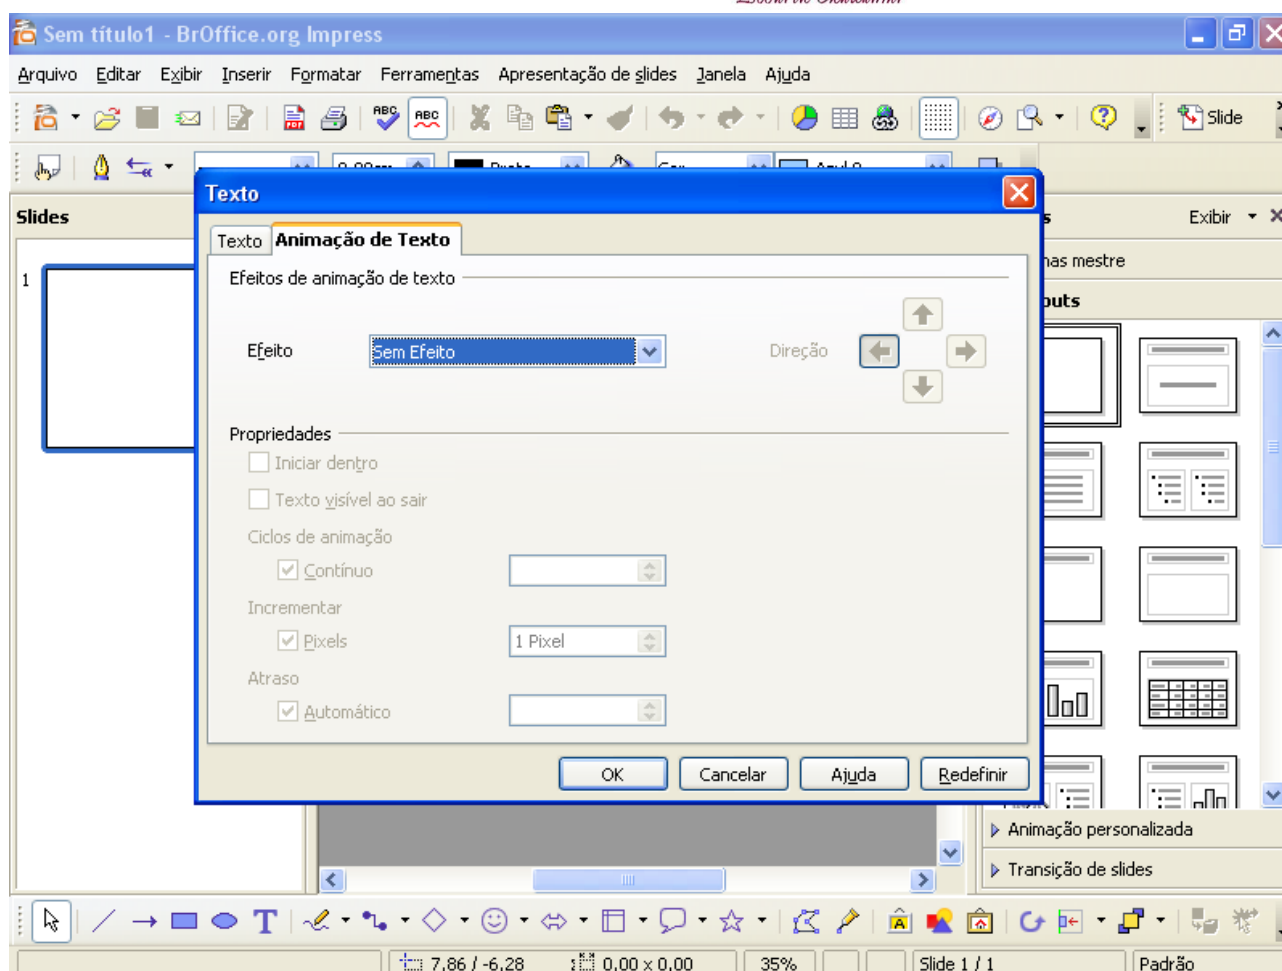 Sem título1 - BrOffice.org Impress
Arquivo Editar Exibir Inserir Formatar Ferramentas Apresentação de slides Janela Ajuda
ABC ABC Slide
Texto
Slides Exibir
Texto Animação de Texto
mestre
1
Efeitos de animação de texto
Efeito Sem Efeito Direção
Propriedades
Iniciar dentro
Texto visível ao sair
Ciclos de animação
Contínuo
Incrementar
Pixels 1 Pixel
Atraso
Automático
OK Cancelar Ajuda Redefinir
Animação personalizada
Transição de slides
7,86 / -6,28 0,00 x 0,00 35% Slide 1 / 1 Padrão